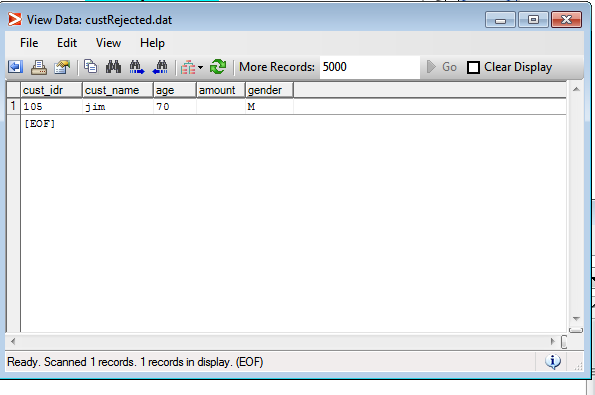 View Data: custRejected.dat
File Edit View Help
More Records: 5000 Go Clear Display
cust_idr cust_name age amount gender
1 105 jim 70 M
[EOF]
Ready. Scanned 1 records. 1 records in display. (EOF)